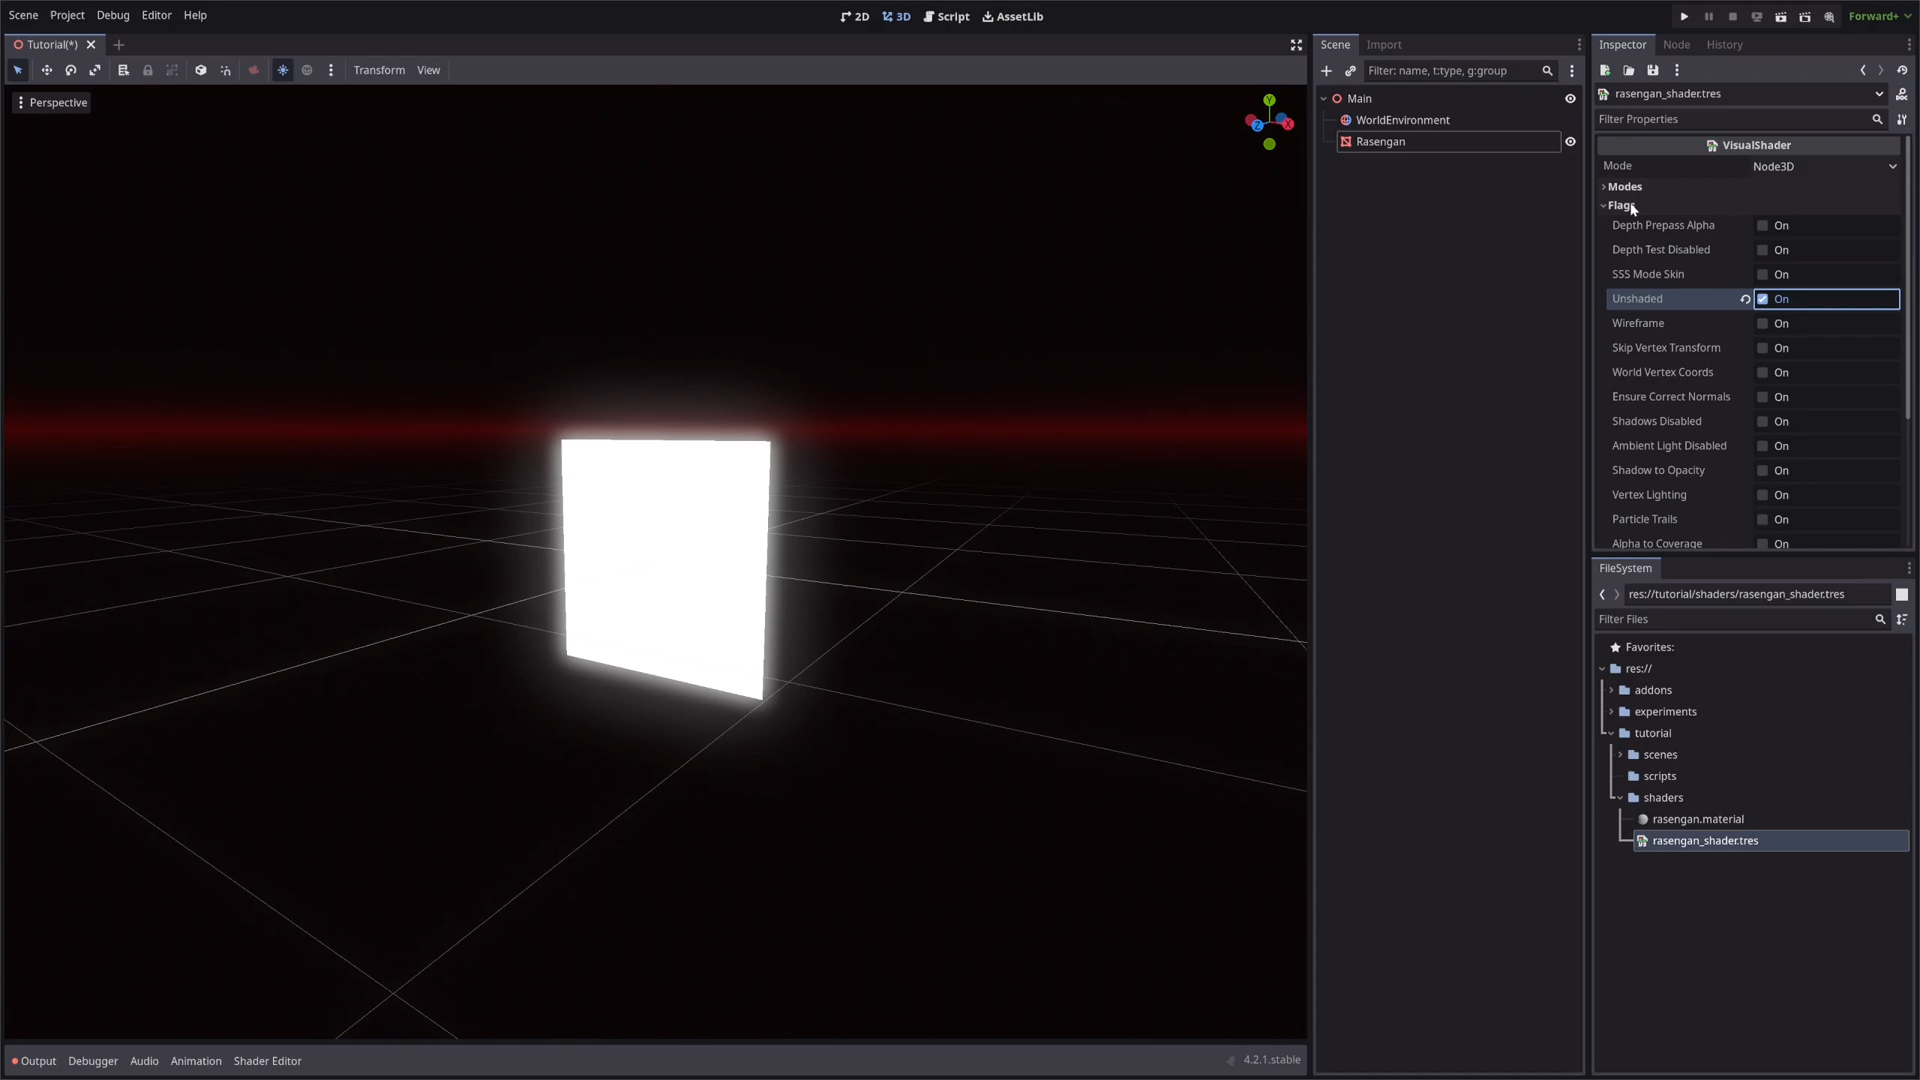 Scene Project Debug Editor Help
2D 3D Script AssetLib
Forward+
Tutorial(*)
Transform View
Perspective
Y
X
Z
Scene Import
Filter: name, t:type, g:group
Main
WorldEnvironment
Rasengan
Inspector Node History
rasengan_shader.tres
Filter Properties
VisualShader
Mode Node3D
Modes
Flags
Depth Prepass Alpha On
Depth Test Disabled On
SSS Mode Skin On
Unshaded On
Wireframe On
Skip Vertex Transform On
World Vertex Coords On
Ensure Correct Normals On
Shadows Disabled On
Ambient Light Disabled On
Shadow to Opacity On
Vertex Lighting On
Particle Trails On
Alpha to Coverage On
FileSystem
res://tutorial/shaders/rasengan_shader.tres
Filter Files
Favorites:
res://
addons
experiments
tutorial
scenes
scripts
shaders
rasengan.material
rasengan_shader.tres
Output Debugger Audio Animation Shader Editor
4.2.1.stable